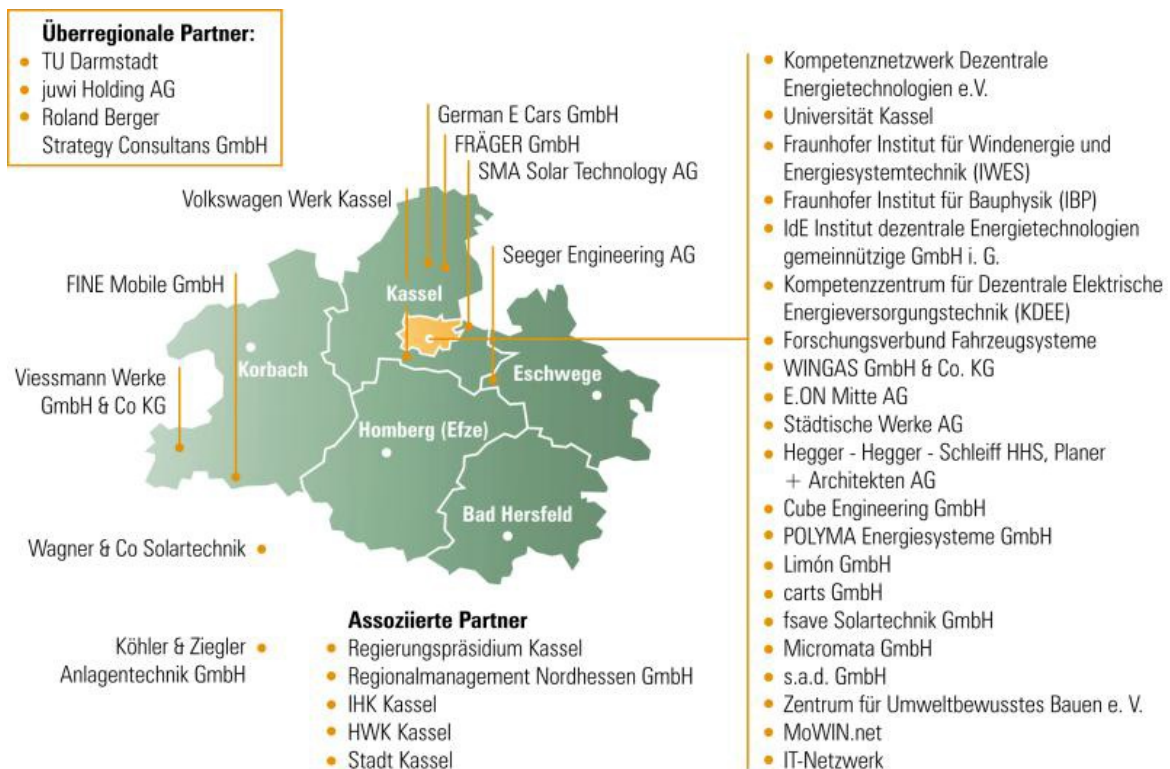 Überregionale Partner:
TU Darmstadt
juwi Holding AG
Roland Berger
Strategy Consultans GmbH
German E Cars GmbH
FRÄGER GmbH
SMA Solar Technology AG
Volkswagen Werk Kassel
Seeger Engineering AG
FINE Mobile GmbH
Viessmann Werke
GmbH & Co KG
Kassel
Korbach
Eschwege
Homberg (Efze)
Bad Hersfeld
Wagner & Co Solartechnik
Köhler & Ziegler
Anlagentechnik GmbH
Assoziierte Partner
Regierungspräsidium Kassel
Regionalmanagement Nordhessen GmbH
IHK Kassel
HWK Kassel
Stadt Kassel
Kompetenznetzwerk Dezentrale
Energietechnologien e.V.
Universität Kassel
Fraunhofer Institut für Windenergie und
Energiesystemtechnik (IWES)
Fraunhofer Institut für Bauphysik (IBP)
IdE Institut dezentrale Energietechnologien
gemeinnützige GmbH i. G.
Kompetenzzentrum für Dezentrale Elektrische
Energieversorgungstechnik (KDEE)
Forschungsverbund Fahrzeugsysteme
WINGAS GmbH & Co. KG
E.ON Mitte AG
Städtische Werke AG
Hegger - Hegger - Schleiff HHS, Planer
+ Architekten AG
Cube Engineering GmbH
POLYMA Energiesysteme GmbH
Limón GmbH
carts GmbH
fsave Solartechnik GmbH
Micromata GmbH
s.a.d. GmbH
Zentrum für Umweltbewusstes Bauen e. V.
MoWIN.net
IT-Netzwerk